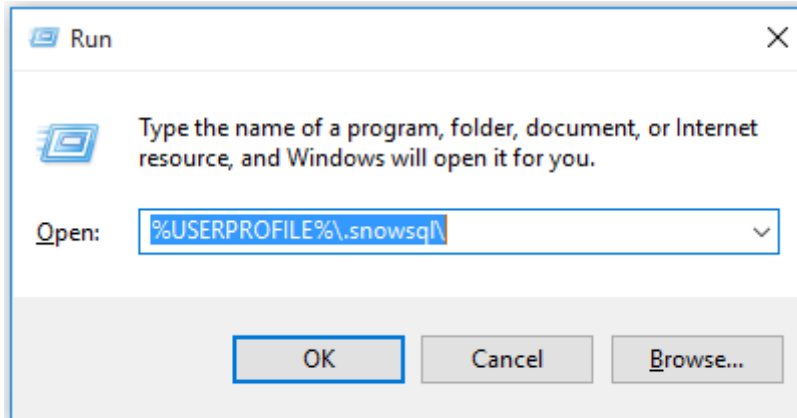 Run
Type the name of a program, folder, document, or Internet
resource, and Windows will open it for you.
Open: %USERPROFILE%\.snowsql\
OK Cancel Browse...